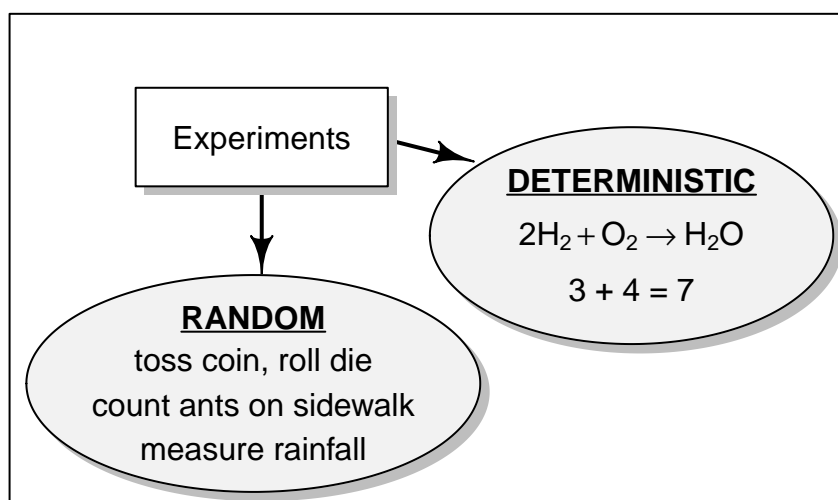 Experiments
DETERMINISTIC
2H₂ + O₂ → H₂O
3 + 4 = 7
RANDOM
toss coin, roll die
count ants on sidewalk
measure rainfall